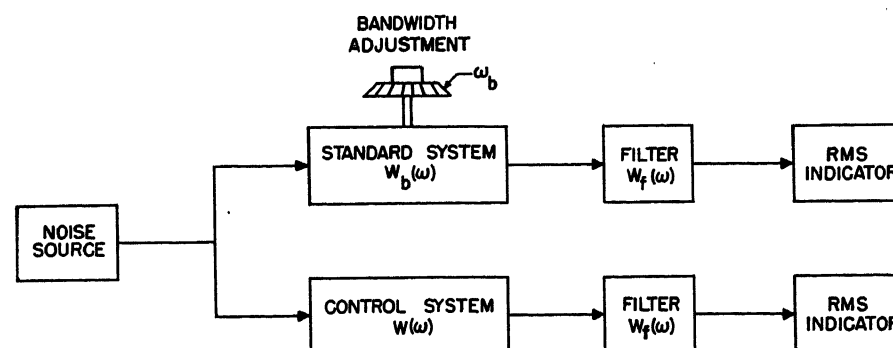 BANDWIDTH
ADJUSTMENT
ω_b
STANDARD SYSTEM
W_b(ω)
FILTER
W_f(ω)
RMS
INDICATOR
NOISE
SOURCE
CONTROL SYSTEM
W(ω)
FILTER
W_f(ω)
RMS
INDICATOR